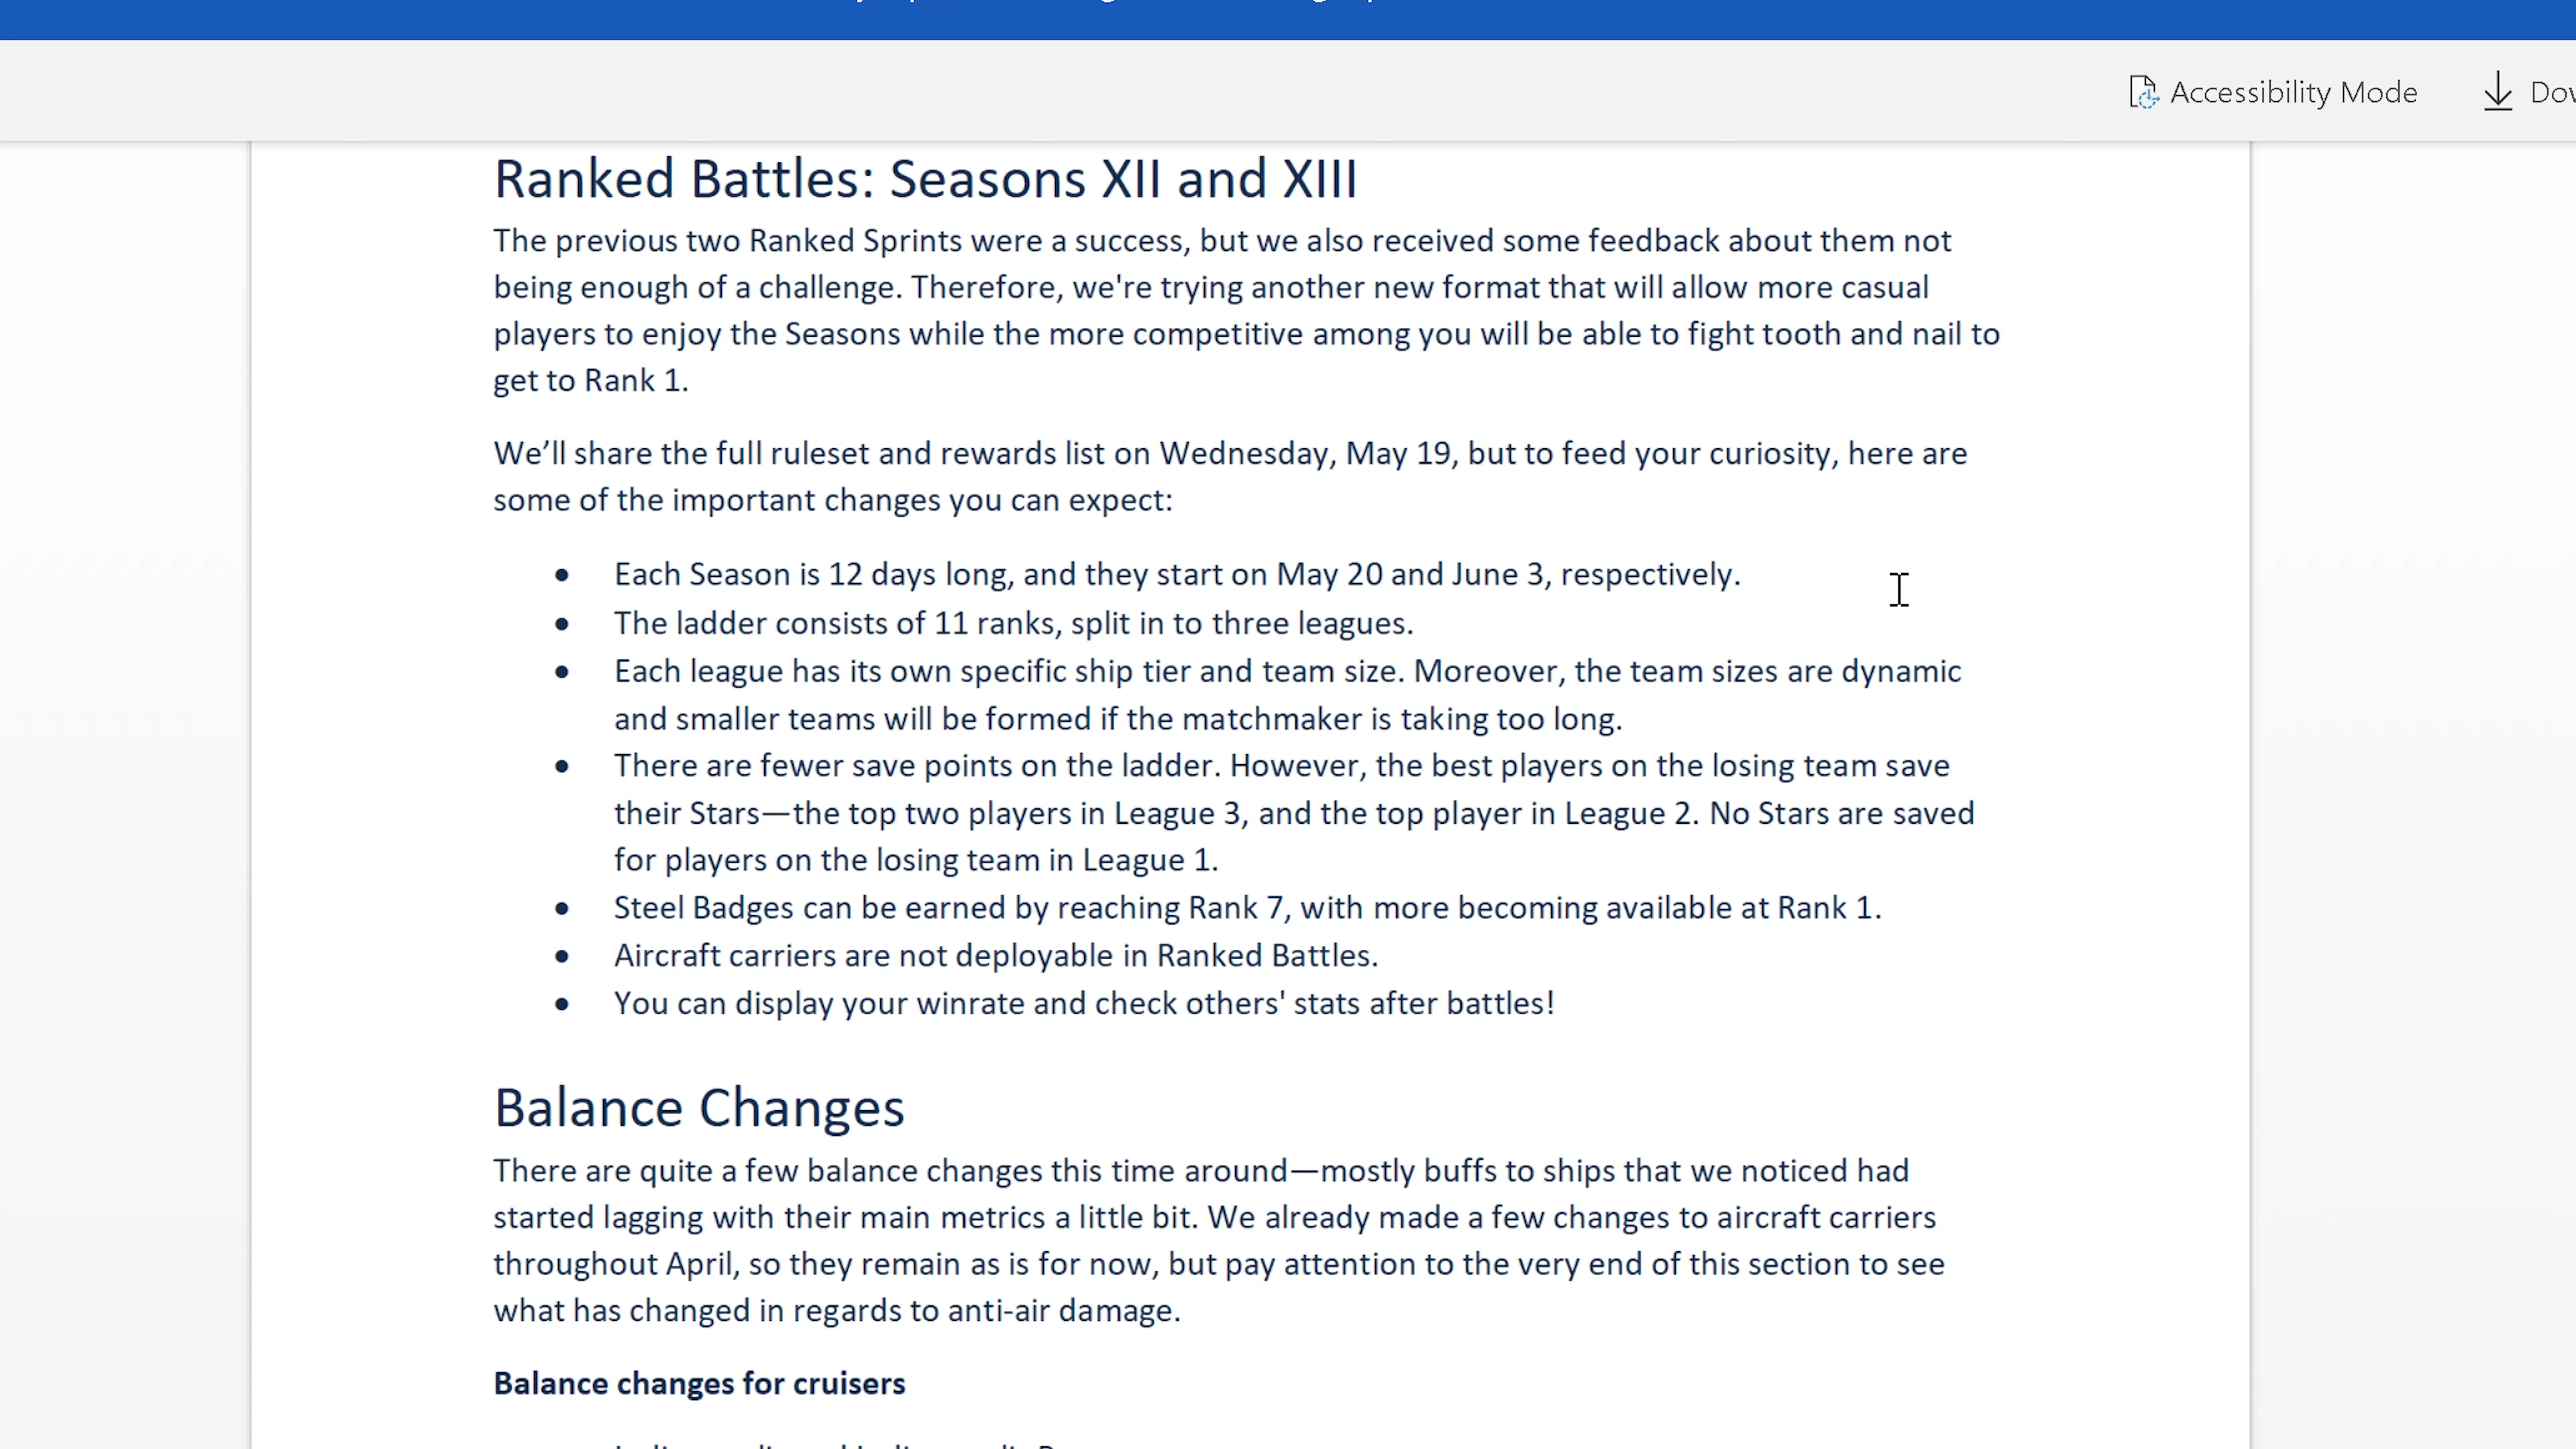 Accessibility Mode
Ranked Battles: Seasons XII and XIII
The previous two Ranked Sprints were a success, but we also received some feedback about them not
being enough of a challenge. Therefore, we're trying another new format that will allow more casual
players to enjoy the Seasons while the more competitive among you will be able to fight tooth and nail to
get to Rank 1.
We’ll share the full ruleset and rewards list on Wednesday, May 19, but to feed your curiosity, here are
some of the important changes you can expect:
• Each Season is 12 days long, and they start on May 20 and June 3, respectively.
• The ladder consists of 11 ranks, split in to three leagues.
• Each league has its own specific ship tier and team size. Moreover, the team sizes are dynamic
and smaller teams will be formed if the matchmaker is taking too long.
• There are fewer save points on the ladder. However, the best players on the losing team save
their Stars—the top two players in League 3, and the top player in League 2. No Stars are saved
for players on the losing team in League 1.
• Steel Badges can be earned by reaching Rank 7, with more becoming available at Rank 1.
• Aircraft carriers are not deployable in Ranked Battles.
• You can display your winrate and check others' stats after battles!
Balance Changes
There are quite a few balance changes this time around—mostly buffs to ships that we noticed had
started lagging with their main metrics a little bit. We already made a few changes to aircraft carriers
throughout April, so they remain as is for now, but pay attention to the very end of this section to see
what has changed in regards to anti-air damage.
Balance changes for cruisers